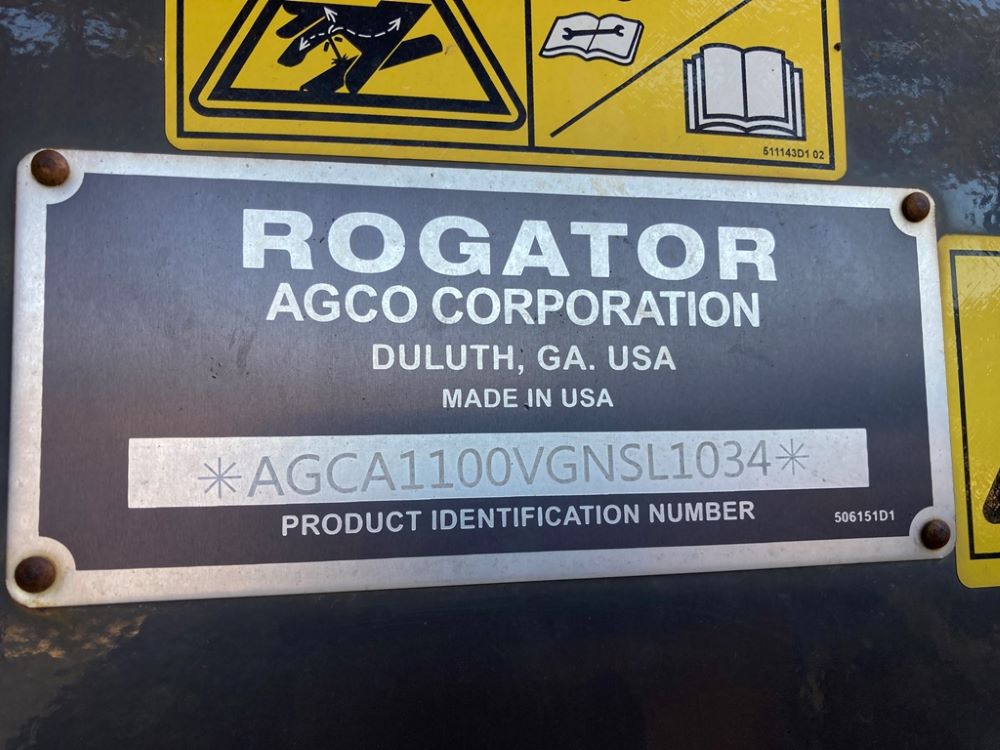 511143D1 02
ROGATOR
AGCO CORPORATION
DULUTH, GA. USA
MADE IN USA
*AGCA1100VGNSL1034*
PRODUCT IDENTIFICATION NUMBER
506151D1